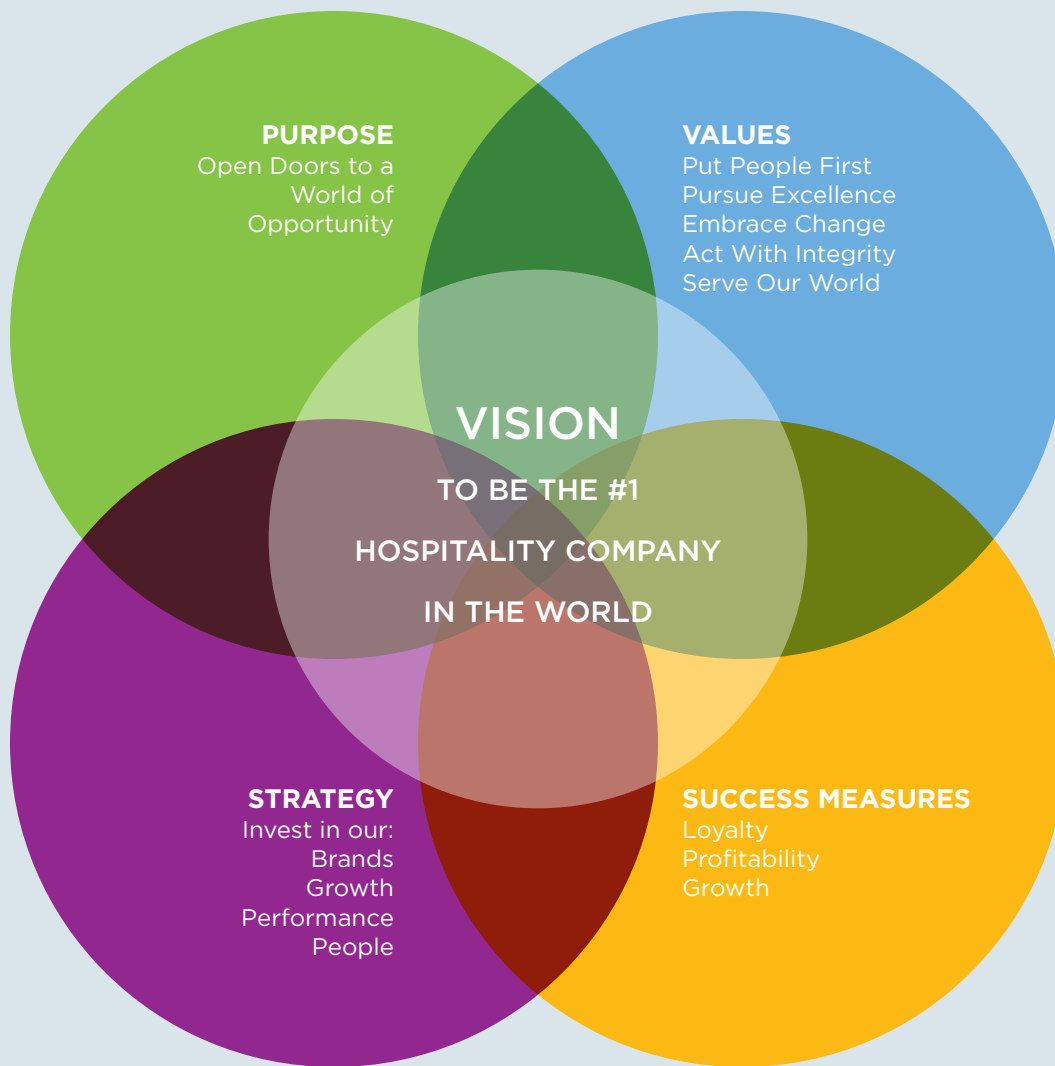 PURPOSE
Open Doors to a
World of
Opportunity
VALUES
Put People First
Pursue Excellence
Embrace Change
Act With Integrity
Serve Our World
VISION
TO BE THE #1
HOSPITALITY COMPANY
IN THE WORLD
STRATEGY
Invest in our:
Brands
Growth
Performance
People
SUCCESS MEASURES
Loyalty
Profitability
Growth